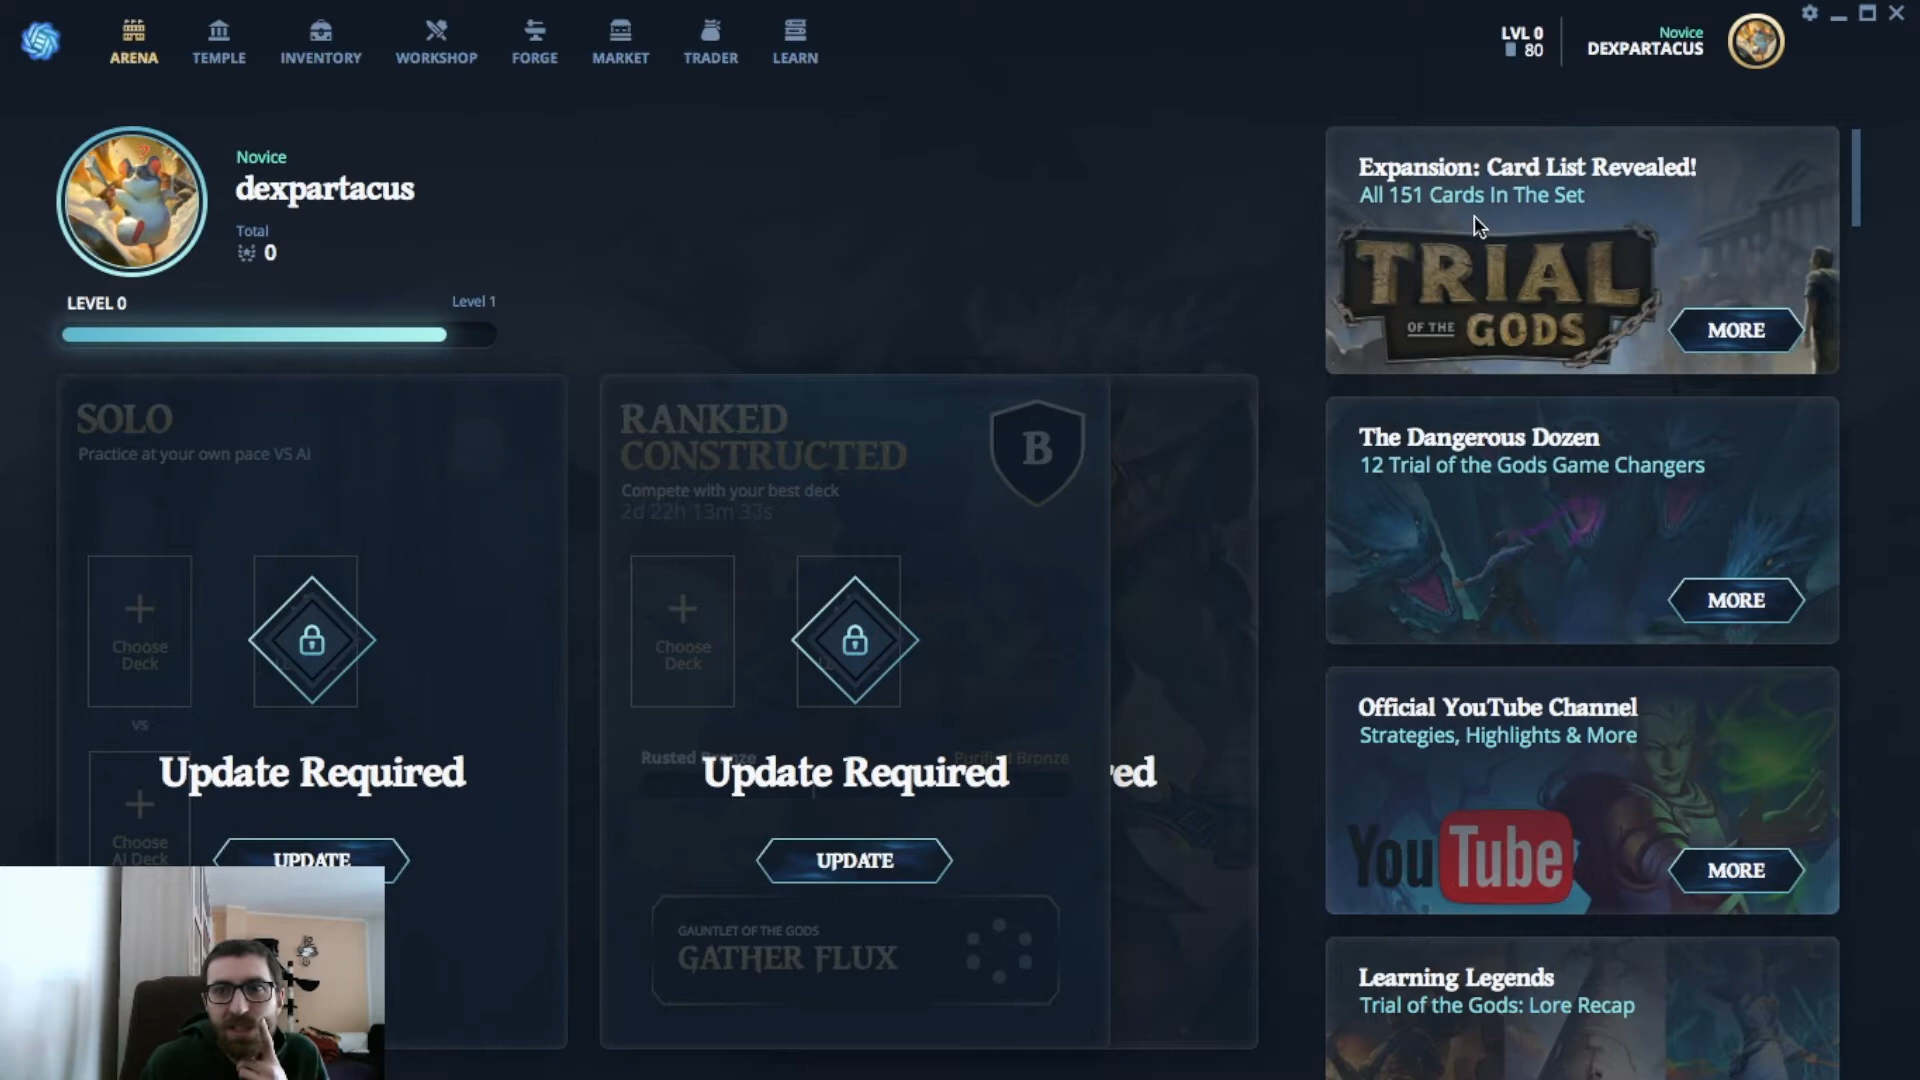 ARENA
TEMPLE
INVENTORY
WORKSHOP
FORGE
MARKET
TRADER
LEARN
LVL 0
80
Novice
DEXPARTACUS
Novice
dexpartacus
Total
0
LEVEL 0
Level 1
SOLO
Practice at your own pace VS AI
Choose
Deck
VS
Choose
AI Deck
Update Required
UPDATE
RANKED
CONSTRUCTED
B
Compete with your best deck
2d 22h 13m 33s
Choose
Deck
Rusted Bronze
Purified Bronze
Update Required
UPDATE
GAUNTLET OF THE GODS
GATHER FLUX
red
Expansion: Card List Revealed!
All 151 Cards In The Set
TRIAL
OF THE GODS
MORE
The Dangerous Dozen
12 Trial of the Gods Game Changers
MORE
Official YouTube Channel
Strategies, Highlights & More
YouTube
MORE
Learning Legends
Trial of the Gods: Lore Recap